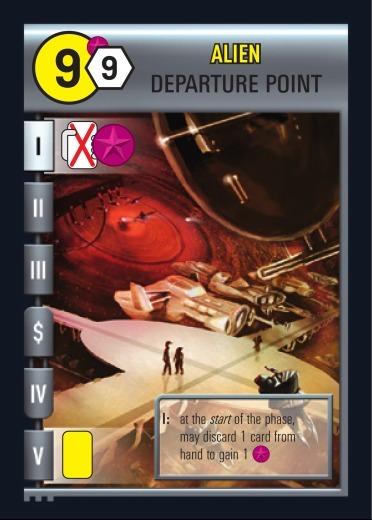 9 9
ALIEN
DEPARTURE POINT
I
II
III
$
IV
V
I: at the start of the phase,
may discard 1 card from
hand to gain 1